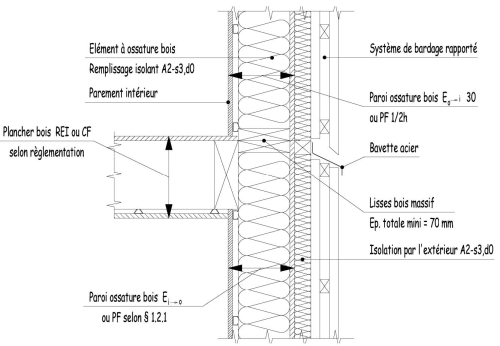 Elément à ossature bois
Remplissage isolant A2-s3,d0
Parement intérieur
Plancher bois REI ou CF
selon règlementation
Paroi ossature bois E i→o
ou PF selon § 1.2.1
Système de bardage rapporté
Paroi ossature bois E o→i 30
ou PF 1/2h
Bavette acier
Lisses bois massif
Ep. totale mini = 70 mm
Isolation par l'extérieur A2-s3,d0